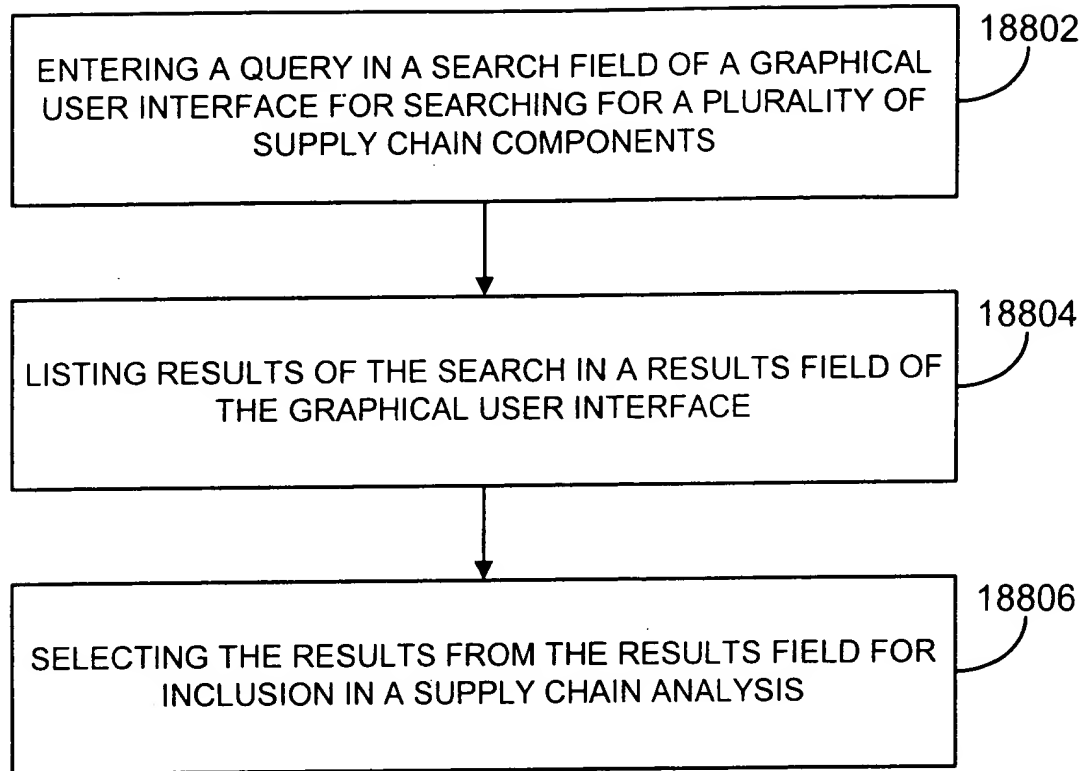 18802
ENTERING A QUERY IN A SEARCH FIELD OF A GRAPHICAL
USER INTERFACE FOR SEARCHING FOR A PLURALITY OF
SUPPLY CHAIN COMPONENTS
18804
LISTING RESULTS OF THE SEARCH IN A RESULTS FIELD OF
THE GRAPHICAL USER INTERFACE
18806
SELECTING THE RESULTS FROM THE RESULTS FIELD FOR
INCLUSION IN A SUPPLY CHAIN ANALYSIS